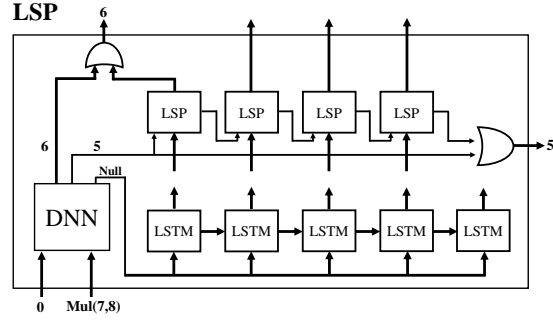 LSP
6
LSP LSP LSP LSP
6 5
5
Null
DNN
LSTM LSTM LSTM LSTM LSTM
0 Mul(7,8)